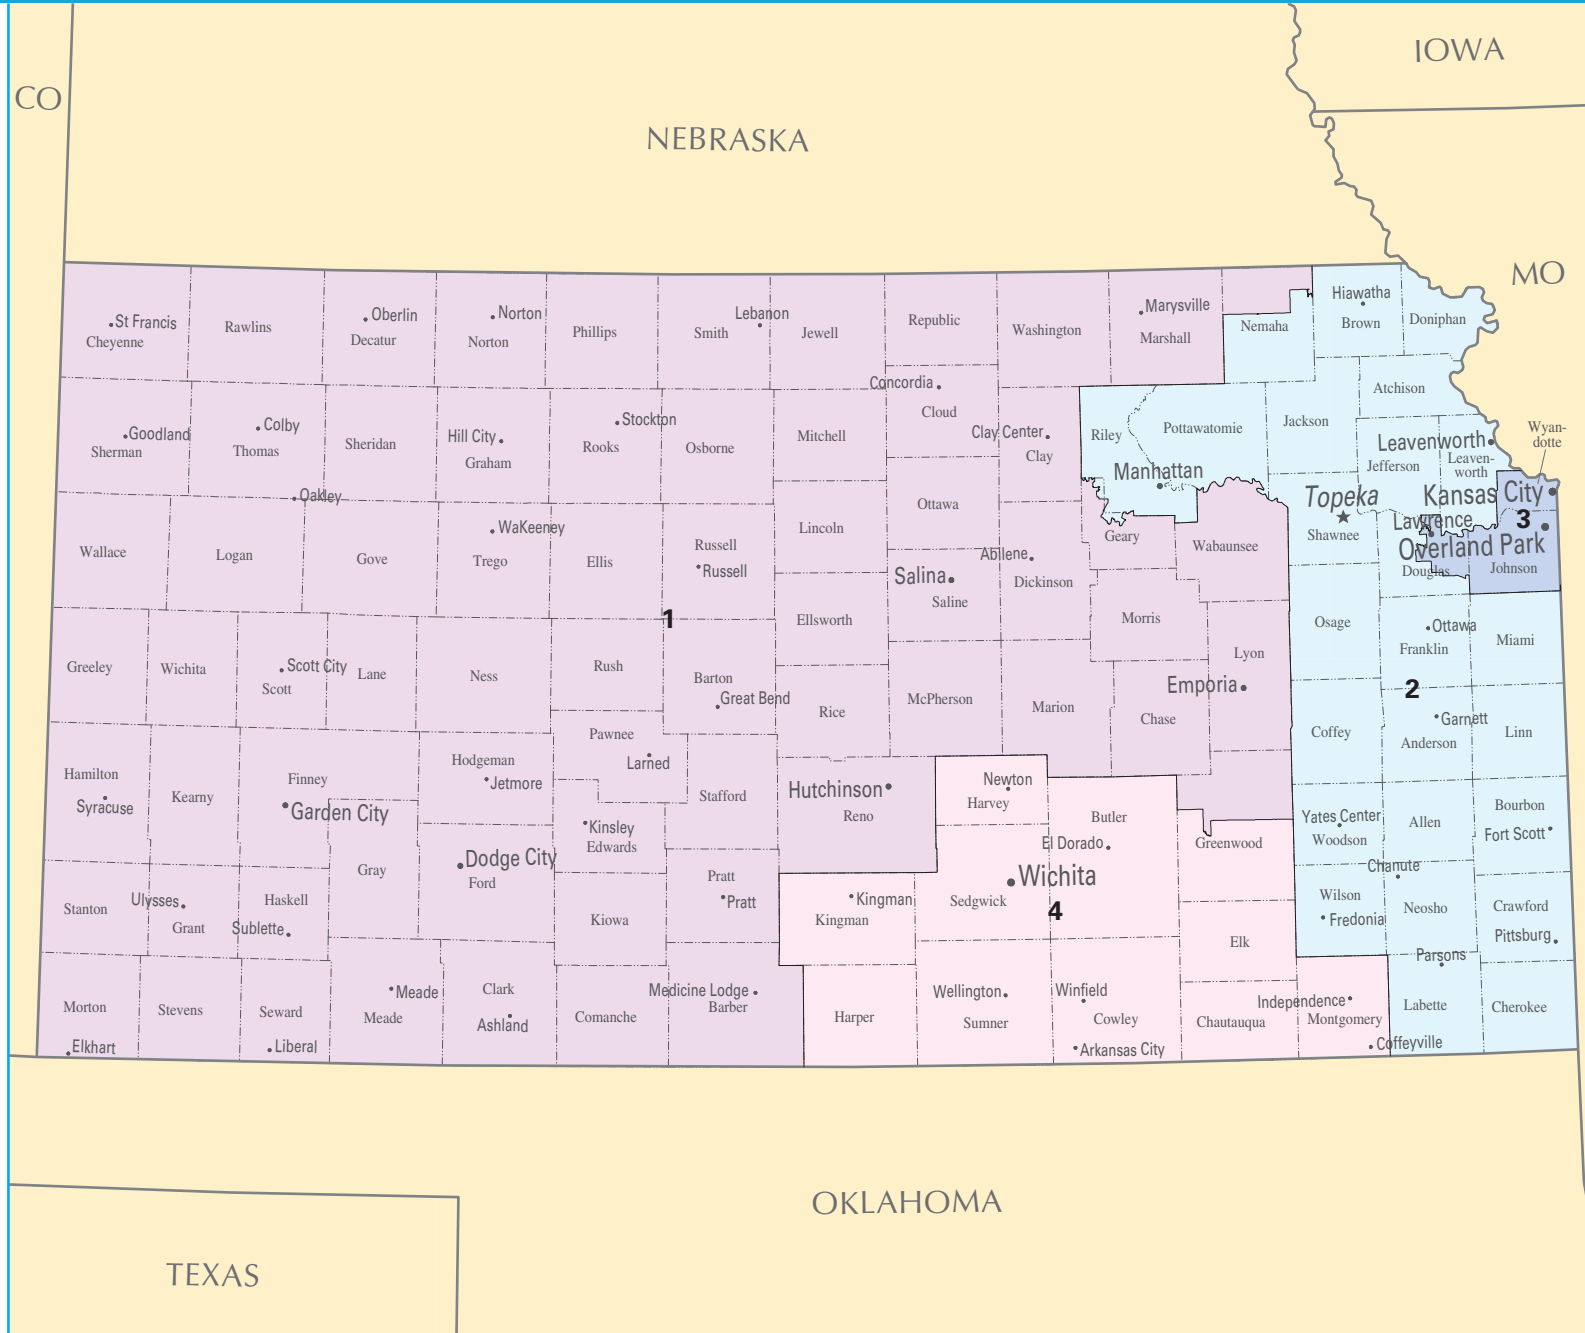 IOWA
CO
NEBRASKA
MO
Hiawatha
St Francis
Cheyenne
Rawlins
Oberlin
Decatur
Norton
Norton
Phillips
Smith
Lebanon
Jewell
Republic
Washington
Marysville
Marshall
Nemaha
Brown
Doniphan
Concordia
Cloud
Atchison
Goodland
Sherman
Colby
Thomas
Sheridan
Hill City
Graham
Stockton
Rooks
Osborne
Mitchell
Clay Center
Clay
Riley
Pottawatomie
Jackson
Leavenworth
Leaven-
worth
Jefferson
Wyan-
dotte
Manhattan
Oakley
Ottawa
Topeka
Kansas City
Shawnee
Lawrence
3
Overland Park
Douglas
Johnson
Wallace
Logan
Gove
WaKeeney
Trego
Ellis
Russell
Russell
Lincoln
Salina
Saline
Abilene
Dickinson
Geary
Wabaunsee
1
Ellsworth
Morris
Osage
Ottawa
Franklin
Miami
Greeley
Wichita
Scott City
Scott
Lane
Ness
Rush
Barton
Great Bend
Rice
McPherson
Marion
Chase
Lyon
Emporia
2
Coffey
Garnett
Anderson
Linn
Hamilton
Syracuse
Kearny
Finney
Garden City
Hodgeman
Jetmore
Pawnee
Larned
Stafford
Hutchinson
Reno
Newton
Harvey
Butler
El Dorado
Greenwood
Yates Center
Woodson
Allen
Bourbon
Fort Scott
Gray
Dodge City
Ford
Kinsley
Edwards
Pratt
Pratt
Kingman
Kingman
Wichita
Sedgwick
4
Chanute
Wilson
Fredonia
Neosho
Crawford
Pittsburg
Stanton
Ulysses
Grant
Haskell
Sublette
Kiowa
Elk
Parsons
Morton
Elkhart
Stevens
Seward
Liberal
Meade
Meade
Clark
Ashland
Comanche
Medicine Lodge
Barber
Harper
Wellington
Sumner
Winfield
Cowley
Arkansas City
Chautauqua
Independence
Montgomery
Coffeyville
Labette
Cherokee
OKLAHOMA
TEXAS